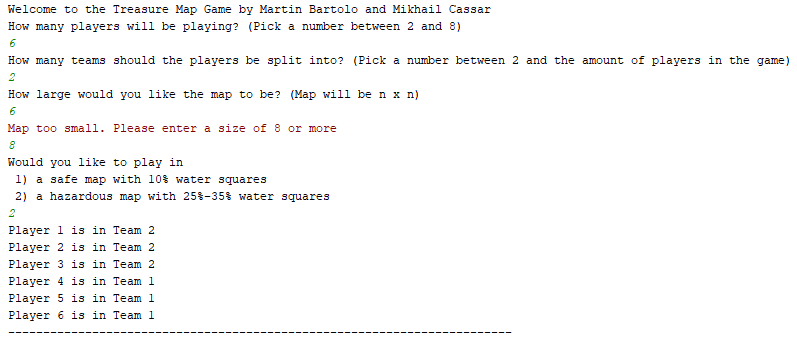 Welcome to the Treasure Map Game by Martin Bartolo and Mikhail Cassar
How many players will be playing? (Pick a number between 2 and 8)
6
How many teams should the players be split into? (Pick a number between 2 and the amount of players in the game)
2
How large would you like the map to be? (Map will be n x n)
6
Map too small. Please enter a size of 8 or more
8
Would you like to play in
1) a safe map with 10% water squares
2) a hazardous map with 25%-35% water squares
2
Player 1 is in Team 2
Player 2 is in Team 2
Player 3 is in Team 2
Player 4 is in Team 1
Player 5 is in Team 1
Player 6 is in Team 1
------------------------------------------------------------------------